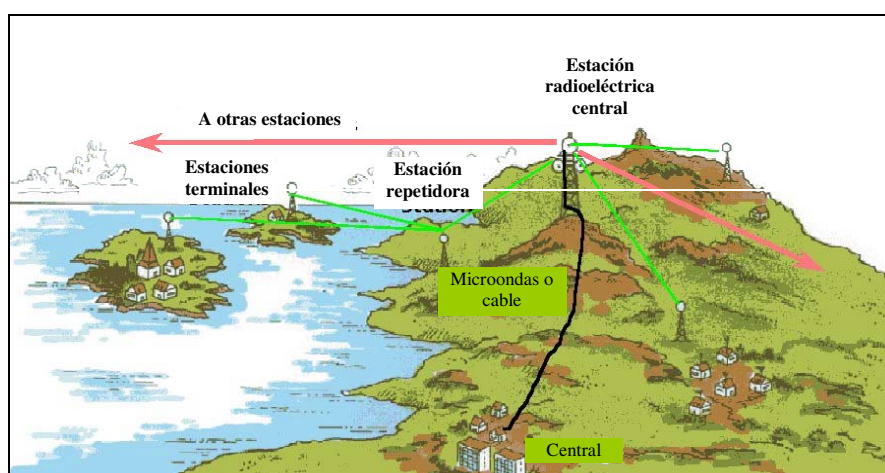 Estación
radioeléctrica
central
A otras estaciones
Estaciones
terminales
Estación
repetidora
Microondas o
cable
Central